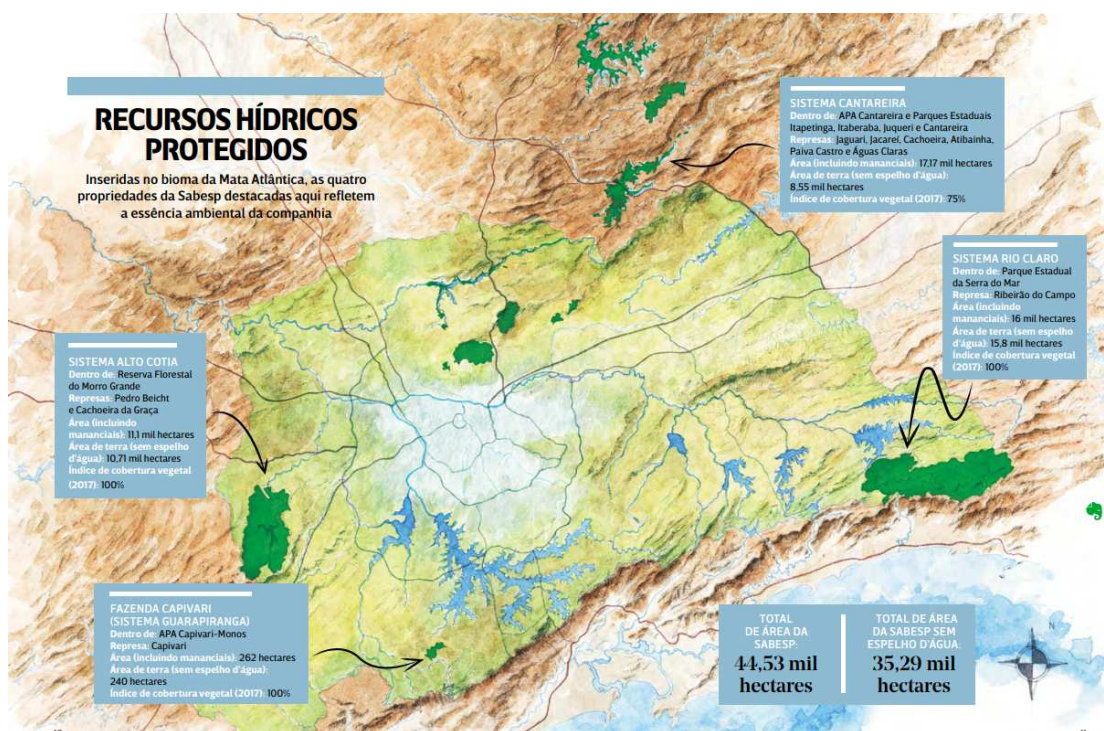 RECURSOS HÍDRICOS
PROTEGIDOS
Inseridas no bioma da Mata Atlântica, as quatro
propriedades da Sabesp destacadas aqui refletem
a essência ambiental da companhia
SISTEMA CANTAREIRA
Dentro de: APA Cantareira e Parques Estaduais
Itapetinga, Itaberaba, Juqueri e Cantareira
Represas: Jaguari, Jacareí, Cachoeira, Atibainha,
Paiva Castro e Águas Claras
Área (incluindo mananciais): 17,17 mil hectares
Área de terra (sem espelho d'água):
8,55 mil hectares
Índice de cobertura vegetal (2017): 75%
SISTEMA RIO CLARO
Dentro de: Parque Estadual
da Serra do Mar
Represa: Ribeirão do Campo
Área (incluindo
mananciais): 16 mil hectares
Área de terra (sem espelho
d'água): 15,8 mil hectares
Índice de cobertura vegetal
(2017): 100%
SISTEMA ALTO COTIA
Dentro de: Reserva Florestal
do Morro Grande
Represas: Pedro Beicht
e Cachoeira da Graça
Área (incluindo
mananciais): 11,1 mil hectares
Área de terra (sem espelho
d'água): 10,71 mil hectares
Índice de cobertura vegetal
(2017): 100%
FAZENDA CAPIVARI
(SISTEMA GUARAPIRANGA)
Dentro de: APA Capivari-Monos
Represa: Capivari
Área (incluindo mananciais): 262 hectares
Área de terra (sem espelho d'água):
240 hectares
Índice de cobertura vegetal (2017): 100%
TOTAL
DE ÁREA DA
SABESP:
44,53 mil
hectares
TOTAL DE ÁREA
DA SABESP SEM
ESPELHO D'ÁGUA:
35,29 mil
hectares
N